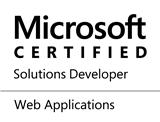 Microsoft
CERTIFIED
Solutions Developer
Web Applications